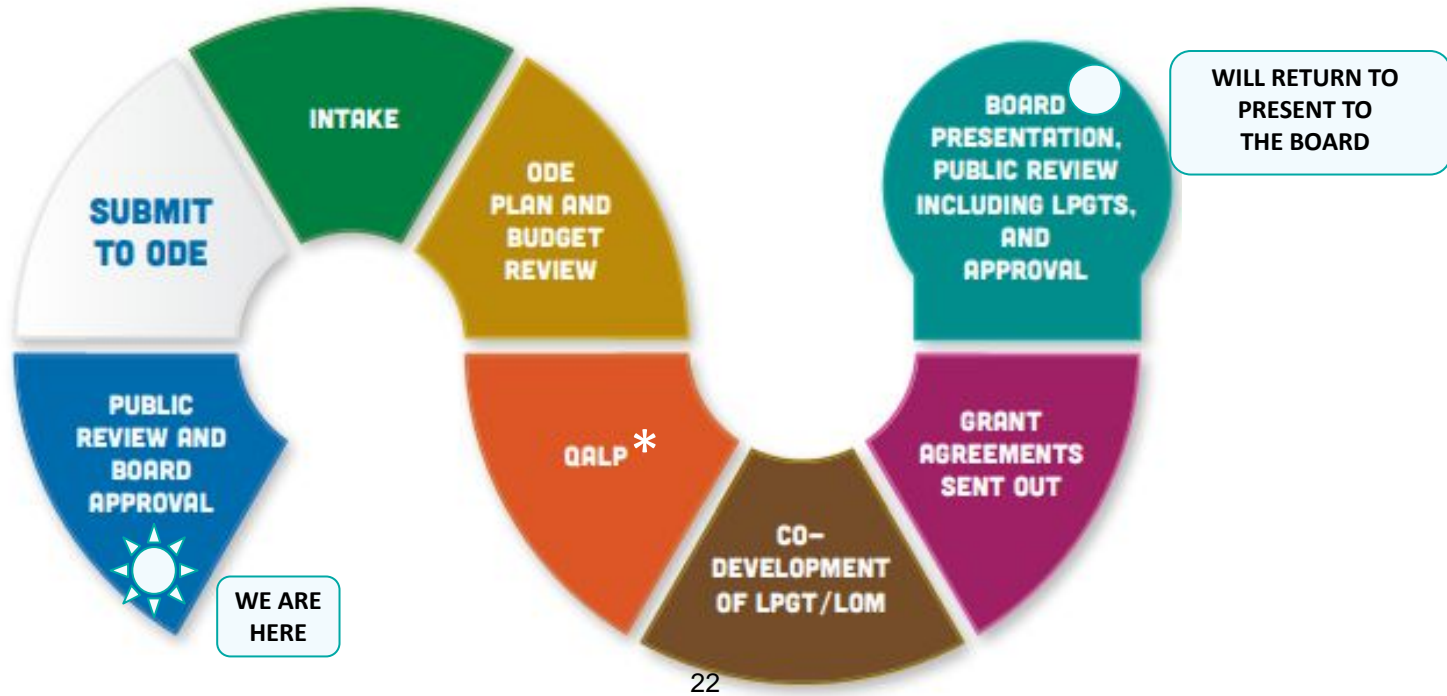 PUBLIC
REVIEW AND
BOARD
APPROVAL
WE ARE
HERE
SUBMIT
TO ODE
INTAKE
ODE
PLAN AND
BUDGET
REVIEW
QALP*
CO-
DEVELOPMENT
OF LPGT/LOM
GRANT
AGREEMENTS
SENT OUT
BOARD
PRESENTATION,
PUBLIC REVIEW
INCLUDING LPGTS,
AND
APPROVAL
WILL RETURN TO
PRESENT TO
THE BOARD
22